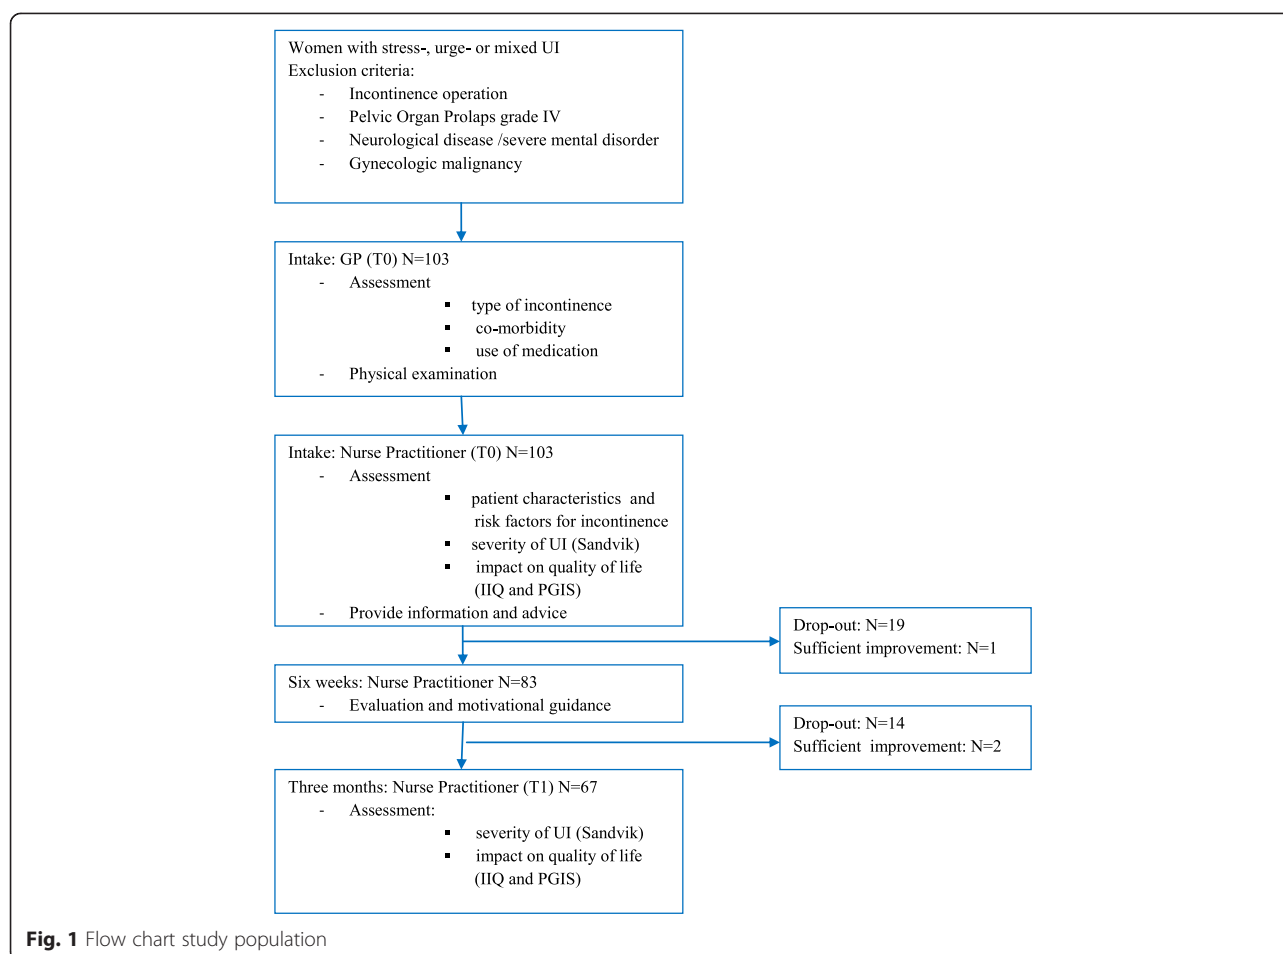 Women with stress-, urge- or mixed UI
Exclusion criteria:
- Incontinence operation
- Pelvic Organ Prolaps grade IV
- Neurological disease /severe mental disorder
- Gynecologic malignancy
Intake: GP (T0) N=103
- Assessment
▪ type of incontinence
▪ co-morbidity
▪ use of medication
- Physical examination
Intake: Nurse Practitioner (T0) N=103
- Assessment
▪ patient characteristics and
risk factors for incontinence
▪ severity of UI (Sandvik)
▪ impact on quality of life
(IIQ and PGIS)
- Provide information and advice
Drop-out: N=19
Sufficient improvement: N=1
Six weeks: Nurse Practitioner N=83
- Evaluation and motivational guidance
Drop-out: N=14
Sufficient improvement: N=2
Three months: Nurse Practitioner (T1) N=67
- Assessment:
▪ severity of UI (Sandvik)
▪ impact on quality of life
(IIQ and PGIS)
Fig. 1 Flow chart study population